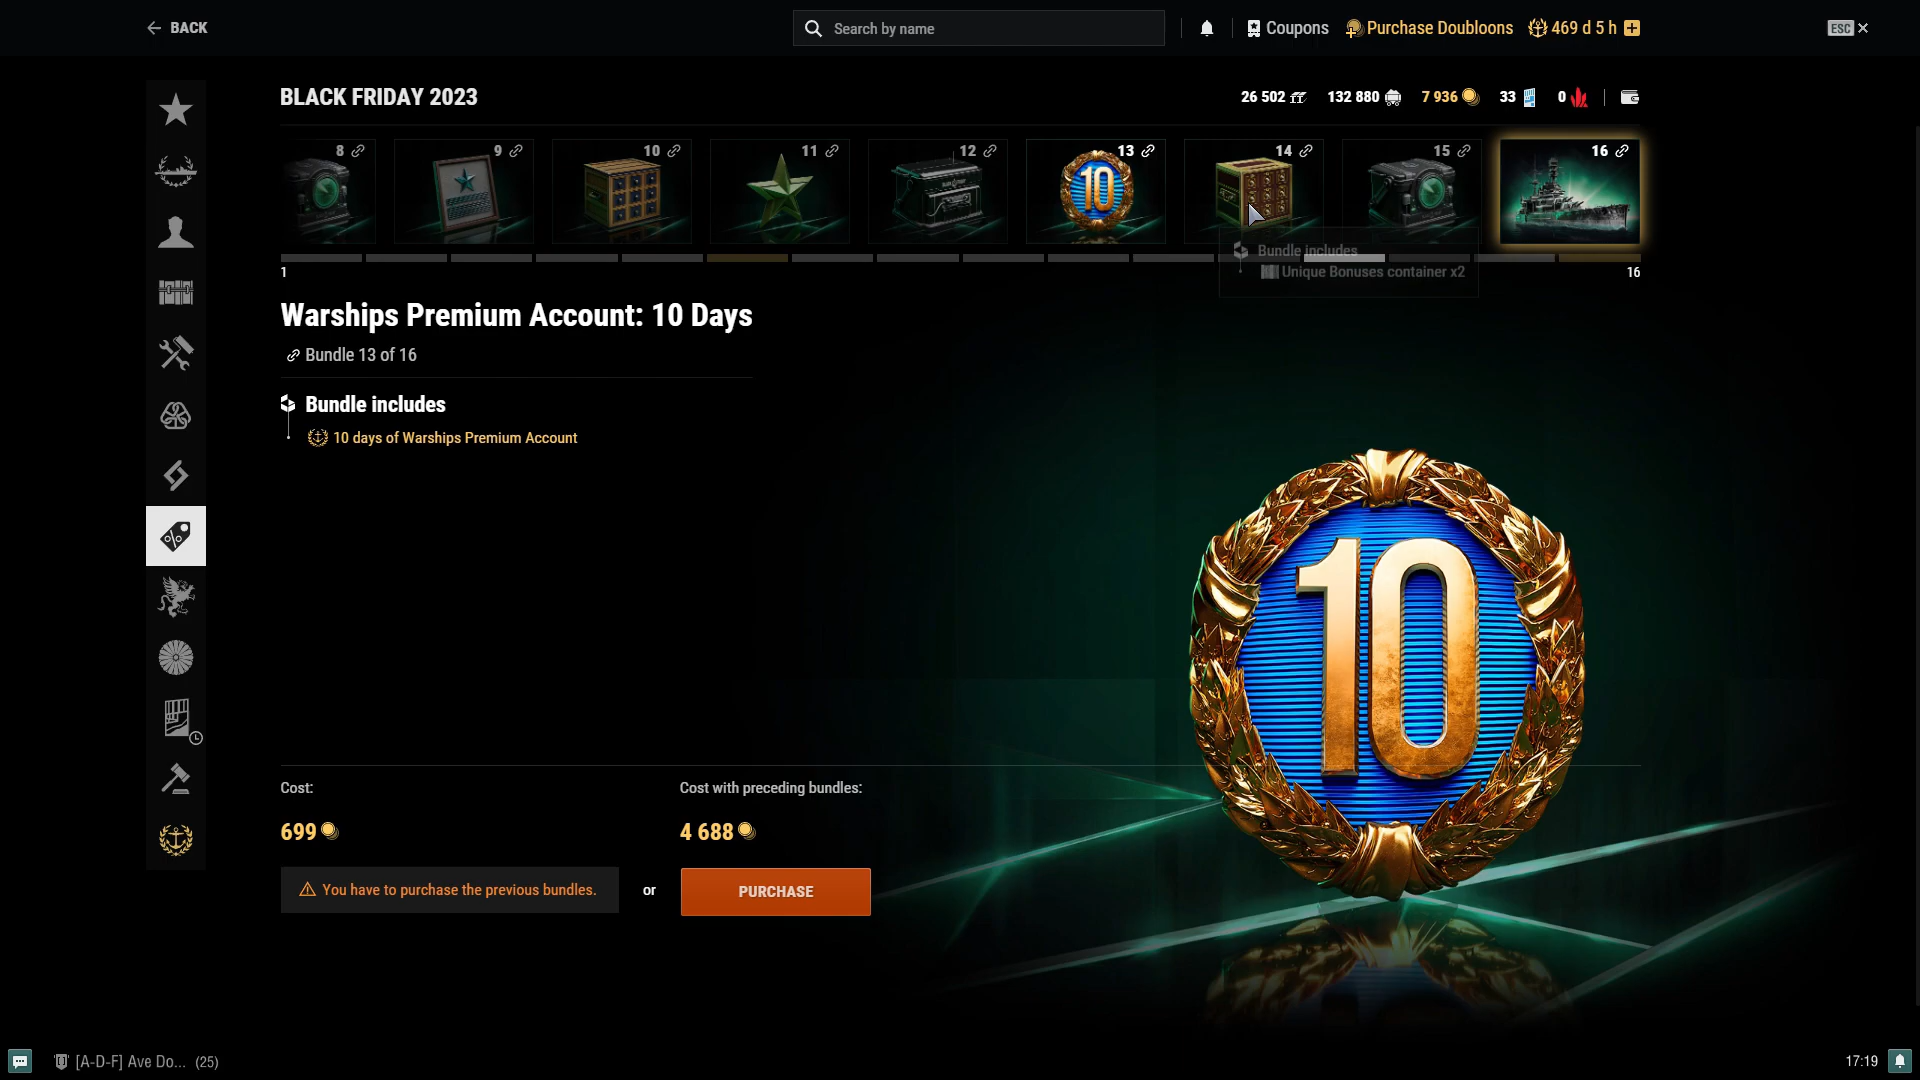 BACK
Search by name
Coupons
Purchase Doubloons
469 d 5 h
ESC
BLACK FRIDAY 2023
26 502
132 880
7 936
33
0
8
9
10
11
12
13
14
15
16
10
Bundle includes
Unique Bonuses container x2
1
16
Warships Premium Account: 10 Days
Bundle 13 of 16
Bundle includes
10 days of Warships Premium Account
10
Cost:
Cost with preceding bundles:
699
4 688
You have to purchase the previous bundles.
or
PURCHASE
[A-D-F] Ave Do... (25)
17:19